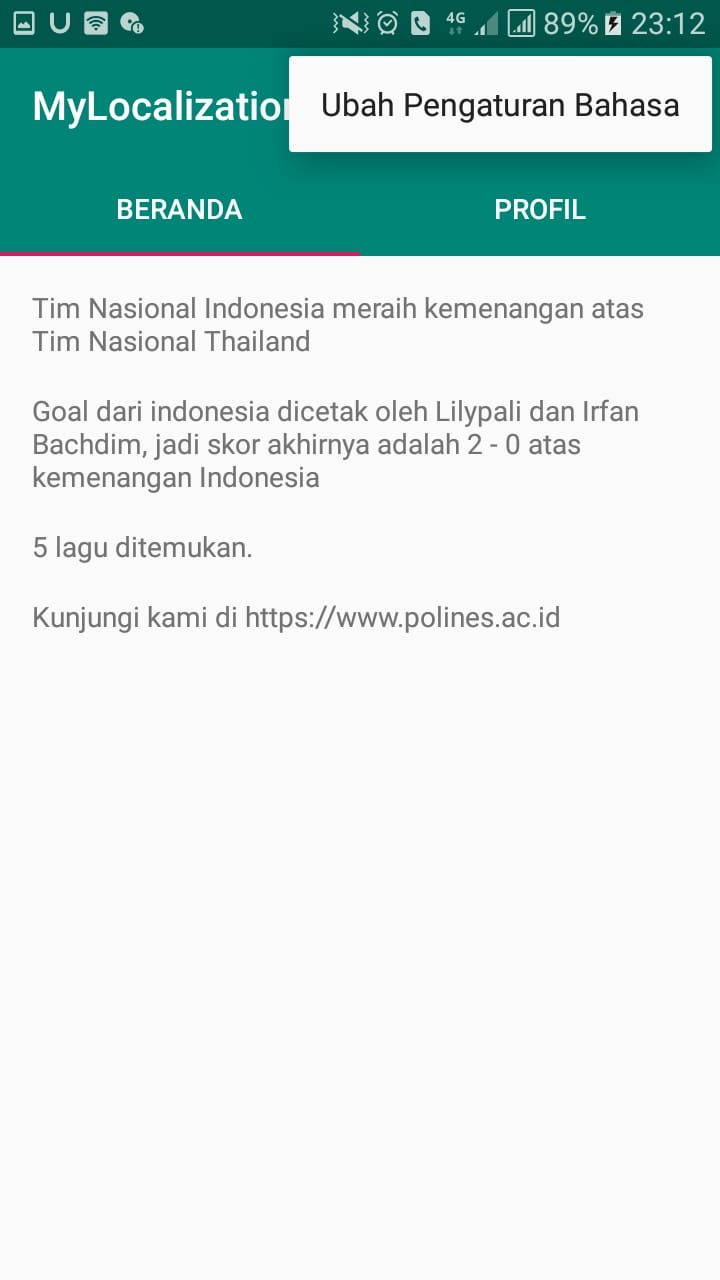 4G 89% 23:12
MyLocalization
Ubah Pengaturan Bahasa
BERANDA
PROFIL
Tim Nasional Indonesia meraih kemenangan atas
Tim Nasional Thailand
Goal dari indonesia dicetak oleh Lilypali dan Irfan
Bachdim, jadi skor akhirnya adalah 2 - 0 atas
kemenangan Indonesia
5 lagu ditemukan.
Kunjungi kami di https://www.polines.ac.id